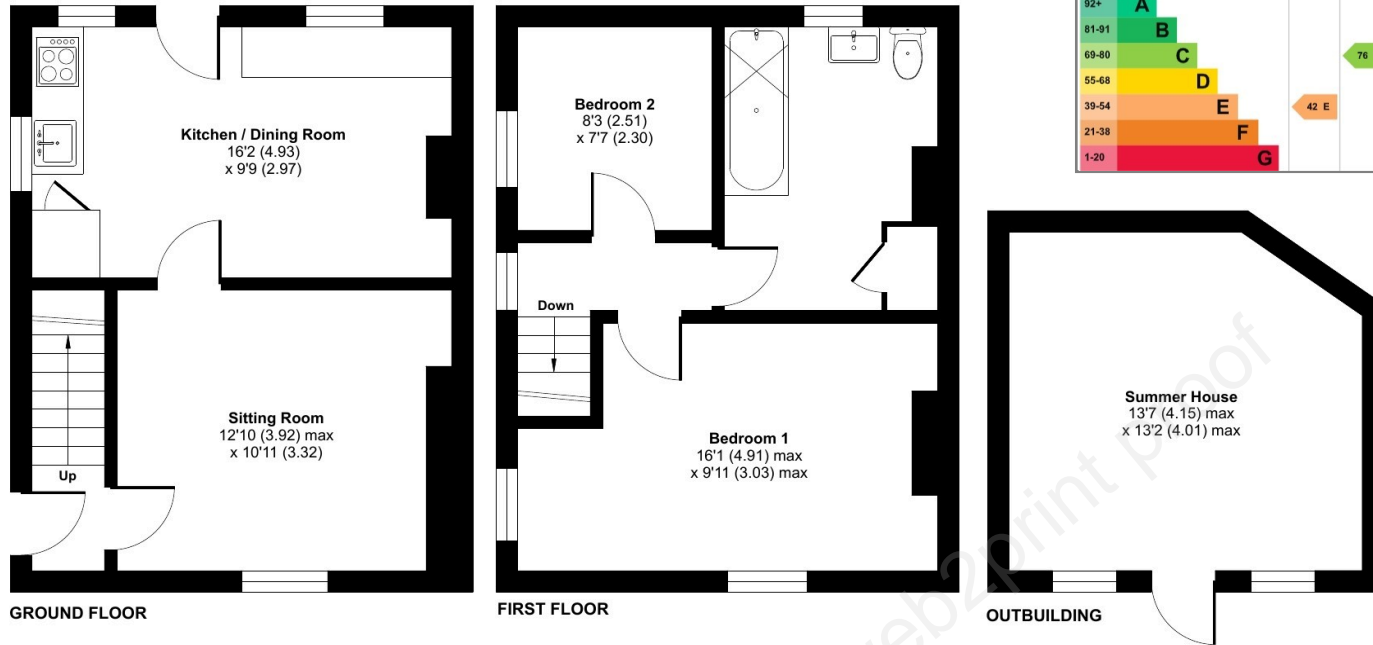 Kitchen / Dining Room
16'2 (4.93)
x 9'9 (2.97)
Sitting Room
12'10 (3.92) max
x 10'11 (3.32)
Up
GROUND FLOOR
Bedroom 2
8'3 (2.51)
x 7'7 (2.30)
Down
Bedroom 1
16'1 (4.91) max
x 9'11 (3.03) max
FIRST FLOOR
92+ A
81-91 B
69-80 C 76
55-68 D
39-54 E 42 E
21-38 F
1-20 G
Summer House
13'7 (4.15) max
x 13'2 (4.01) max
OUTBUILDING
web2print proof